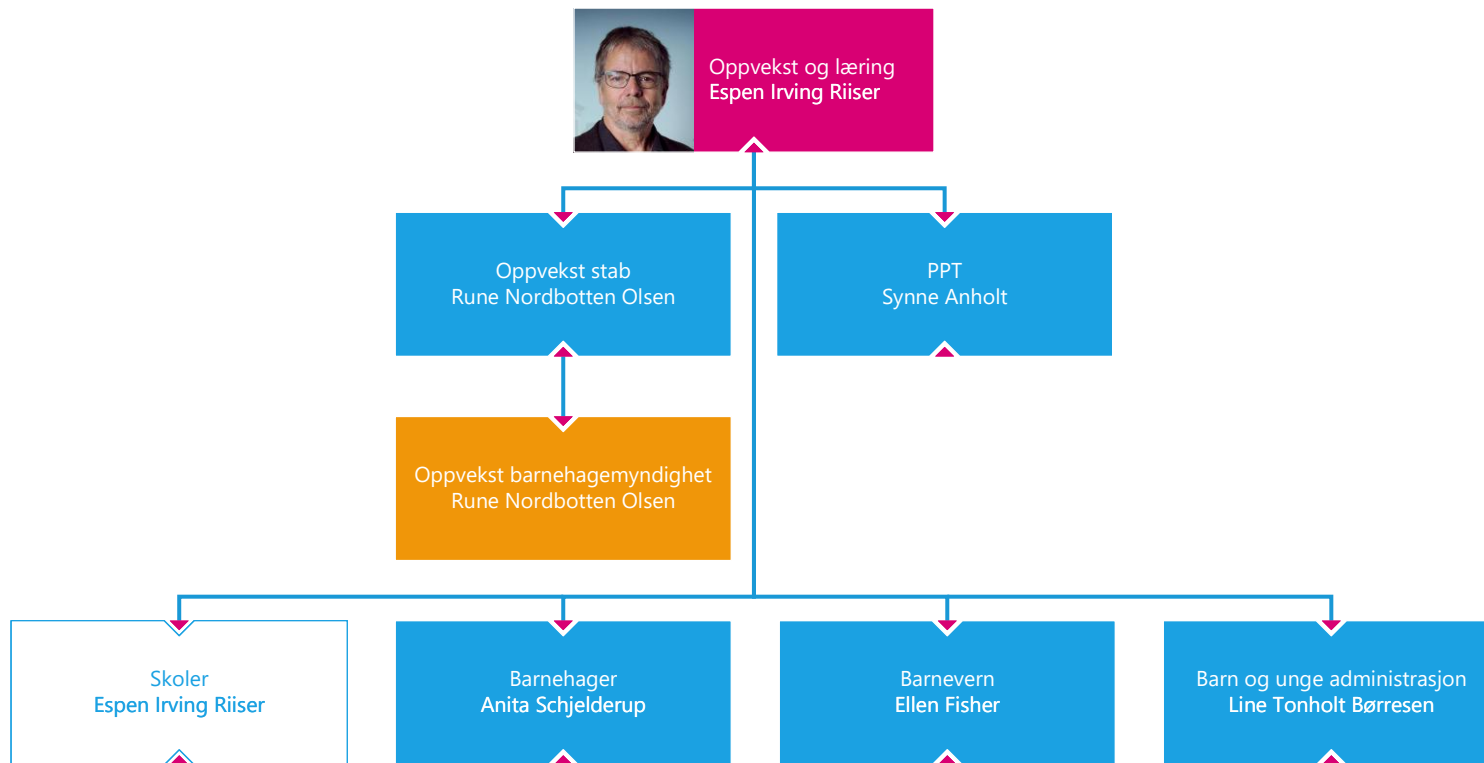 Oppvekst og læring
Espen Irving Riiser
Oppvekst stab
Rune Nordbotten Olsen
PPT
Synne Anholt
Oppvekst barnehagemyndighet
Rune Nordbotten Olsen
Skoler
Espen Irving Riiser
Barnehager
Anita Schjelderup
Barnevern
Ellen Fisher
Barn og unge administrasjon
Line Tonholt Børresen